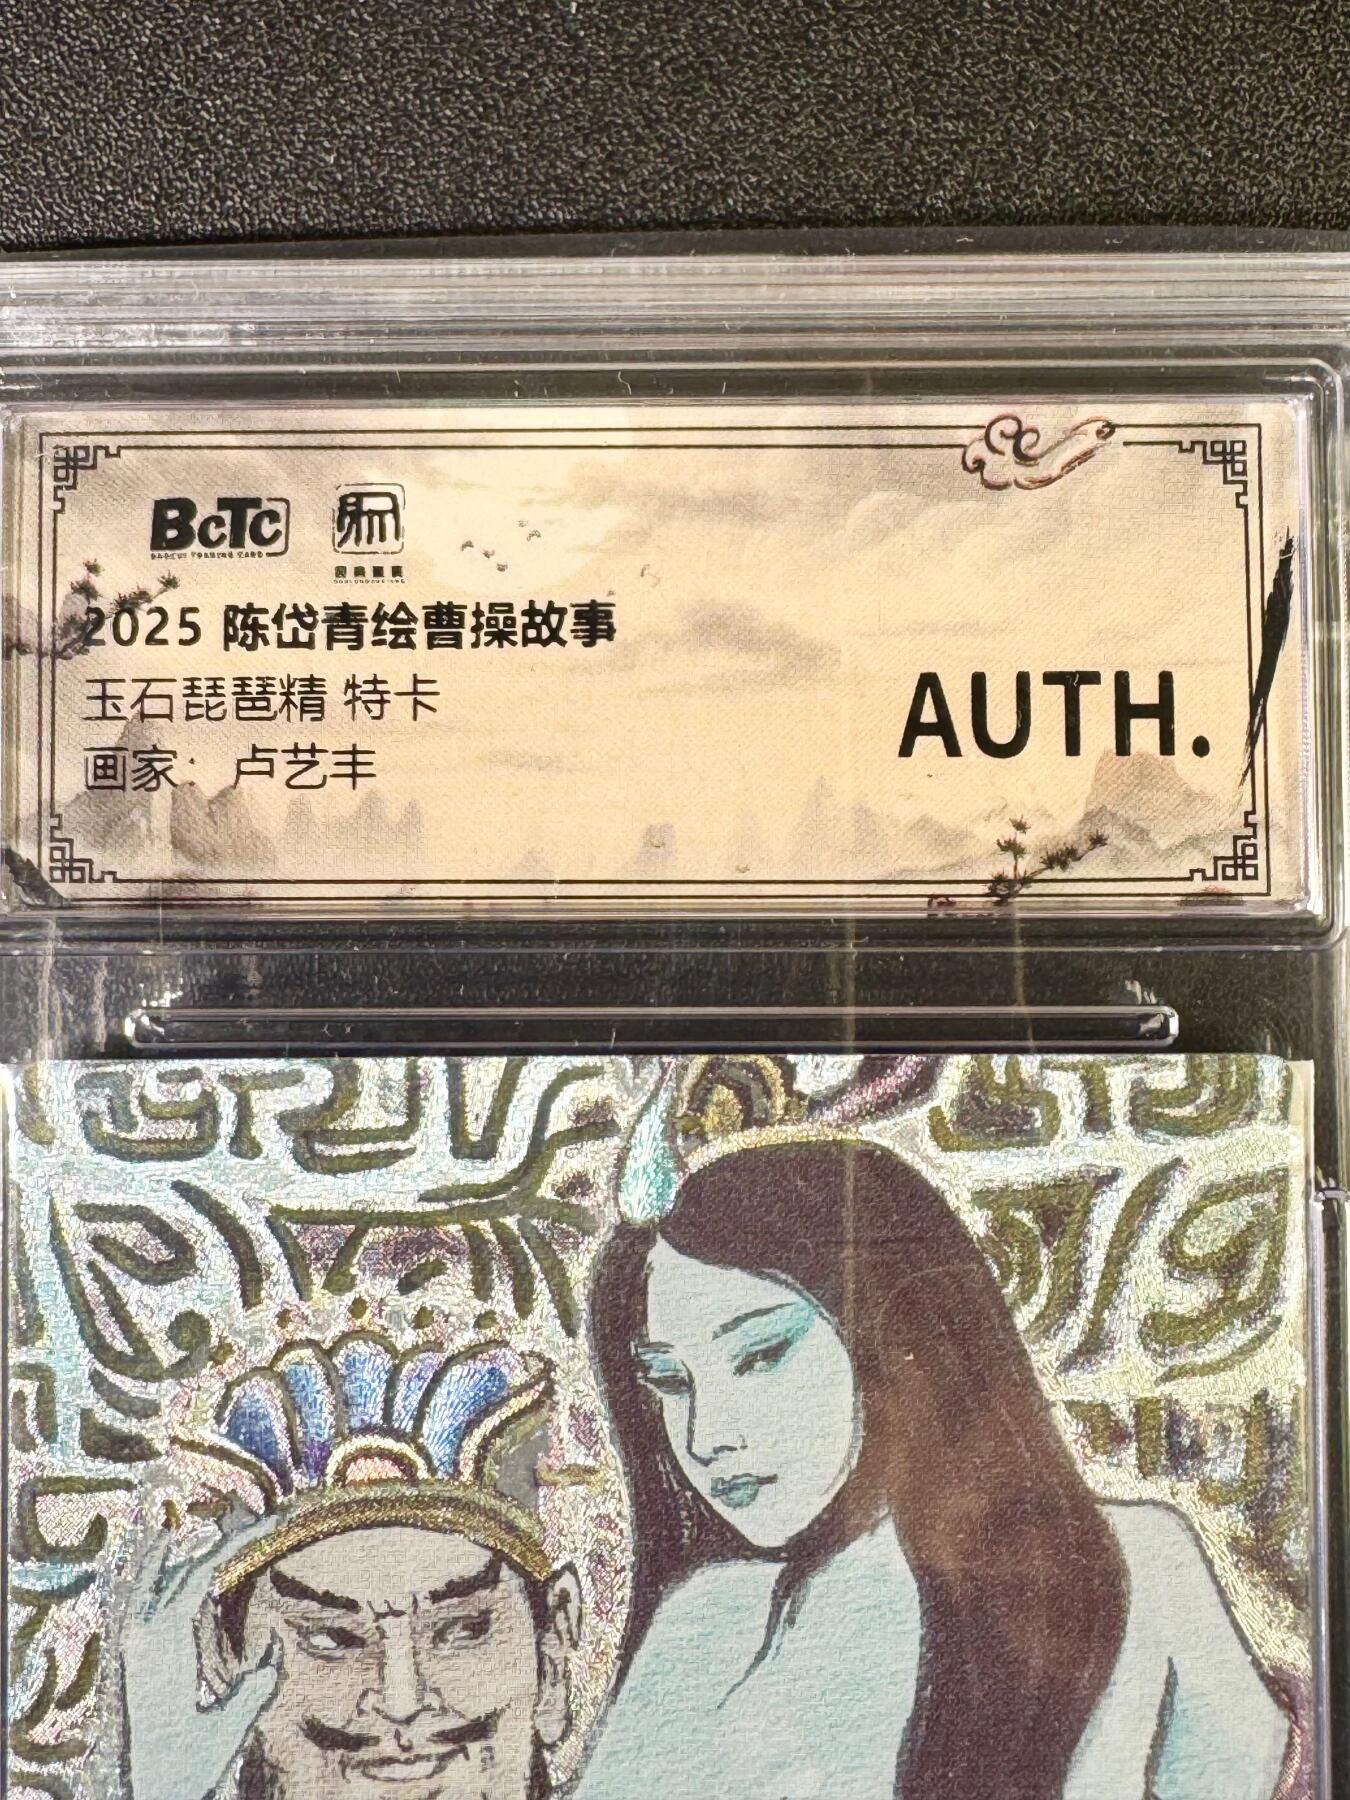 BcTc
2025 陈岱青绘曹操故事
玉石琵琶精 特卡
画家：卢艺丰
AUTH.